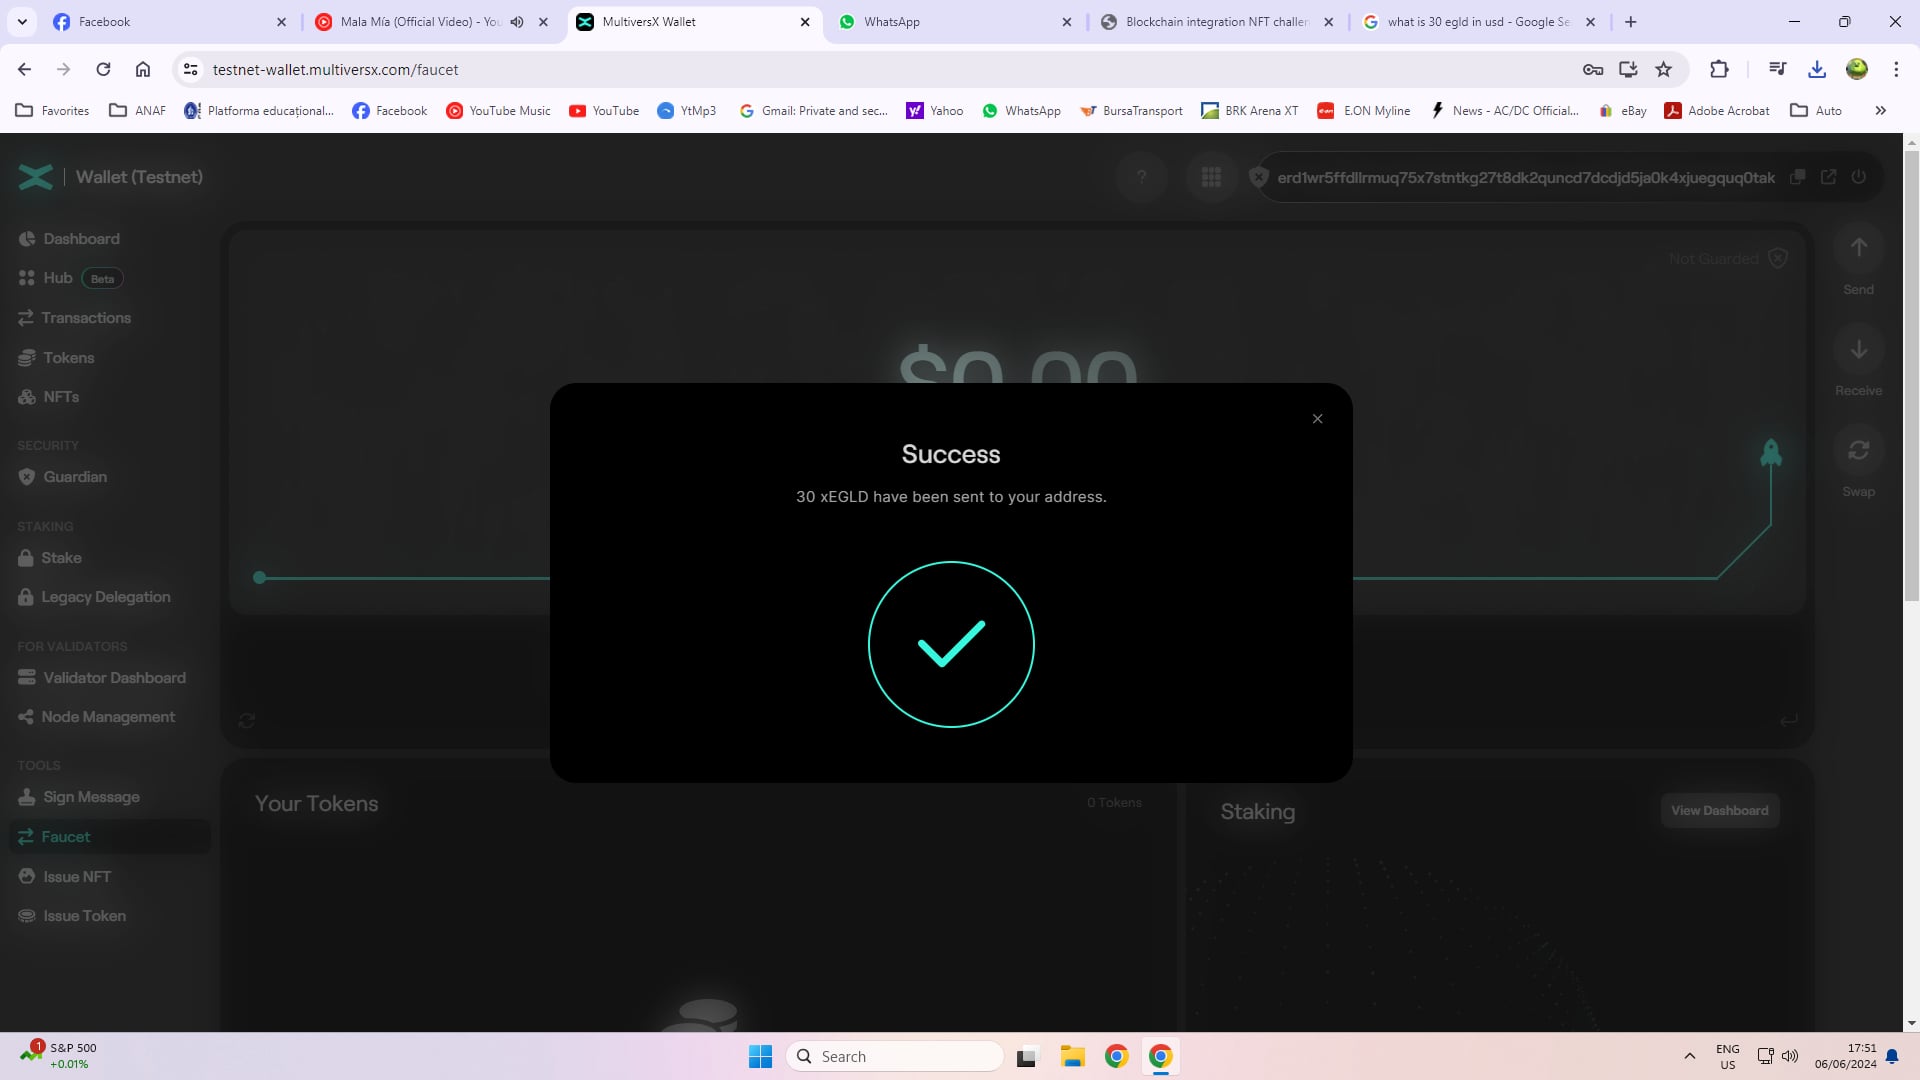 Facebook
Mala Mía (Official Video) - You
MultiversX Wallet
WhatsApp
Blockchain integration NFT challen
what is 30 egld in usd - Google Se
testnet-wallet.multiversx.com/faucet
Favorites
ANAF
Platforma educațional...
Facebook
YouTube Music
YouTube
YtMp3
Gmail: Private and sec...
Yahoo
WhatsApp
BursaTransport
BRK Arena XT
E.ON Myline
News - AC/DC Official...
eBay
Adobe Acrobat
Auto
Wallet (Testnet)
erd1wr5ffdllrmuq75x7stntkg27t8dk2quncd7dcdjd5ja0k4xjuegquq0tak
Dashboard
Hub Beta
Transactions
Tokens
NFTs
SECURITY
Guardian
STAKING
Stake
Legacy Delegation
FOR VALIDATORS
Validator Dashboard
Node Management
TOOLS
Sign Message
Faucet
Issue NFT
Issue Token
Not Guarded
$0.00
Send
Receive
Swap
Success
30 xEGLD have been sent to your address.
Your Tokens
0 Tokens
Staking
View Dashboard
1
S&P 500
+0.01%
Search
ENG
US
17:51
06/06/2024